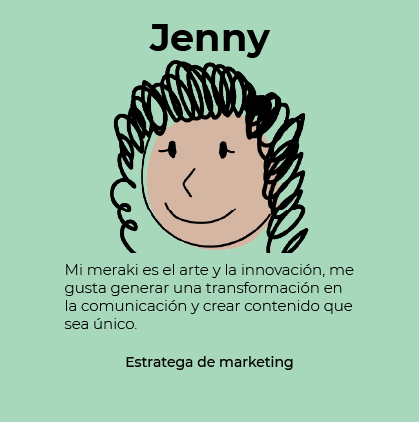 Jenny
Mi meraki es el arte y la innovación, me
gusta generar una transformación en
la comunicación y crear contenido que
sea único.
Estratega de marketing